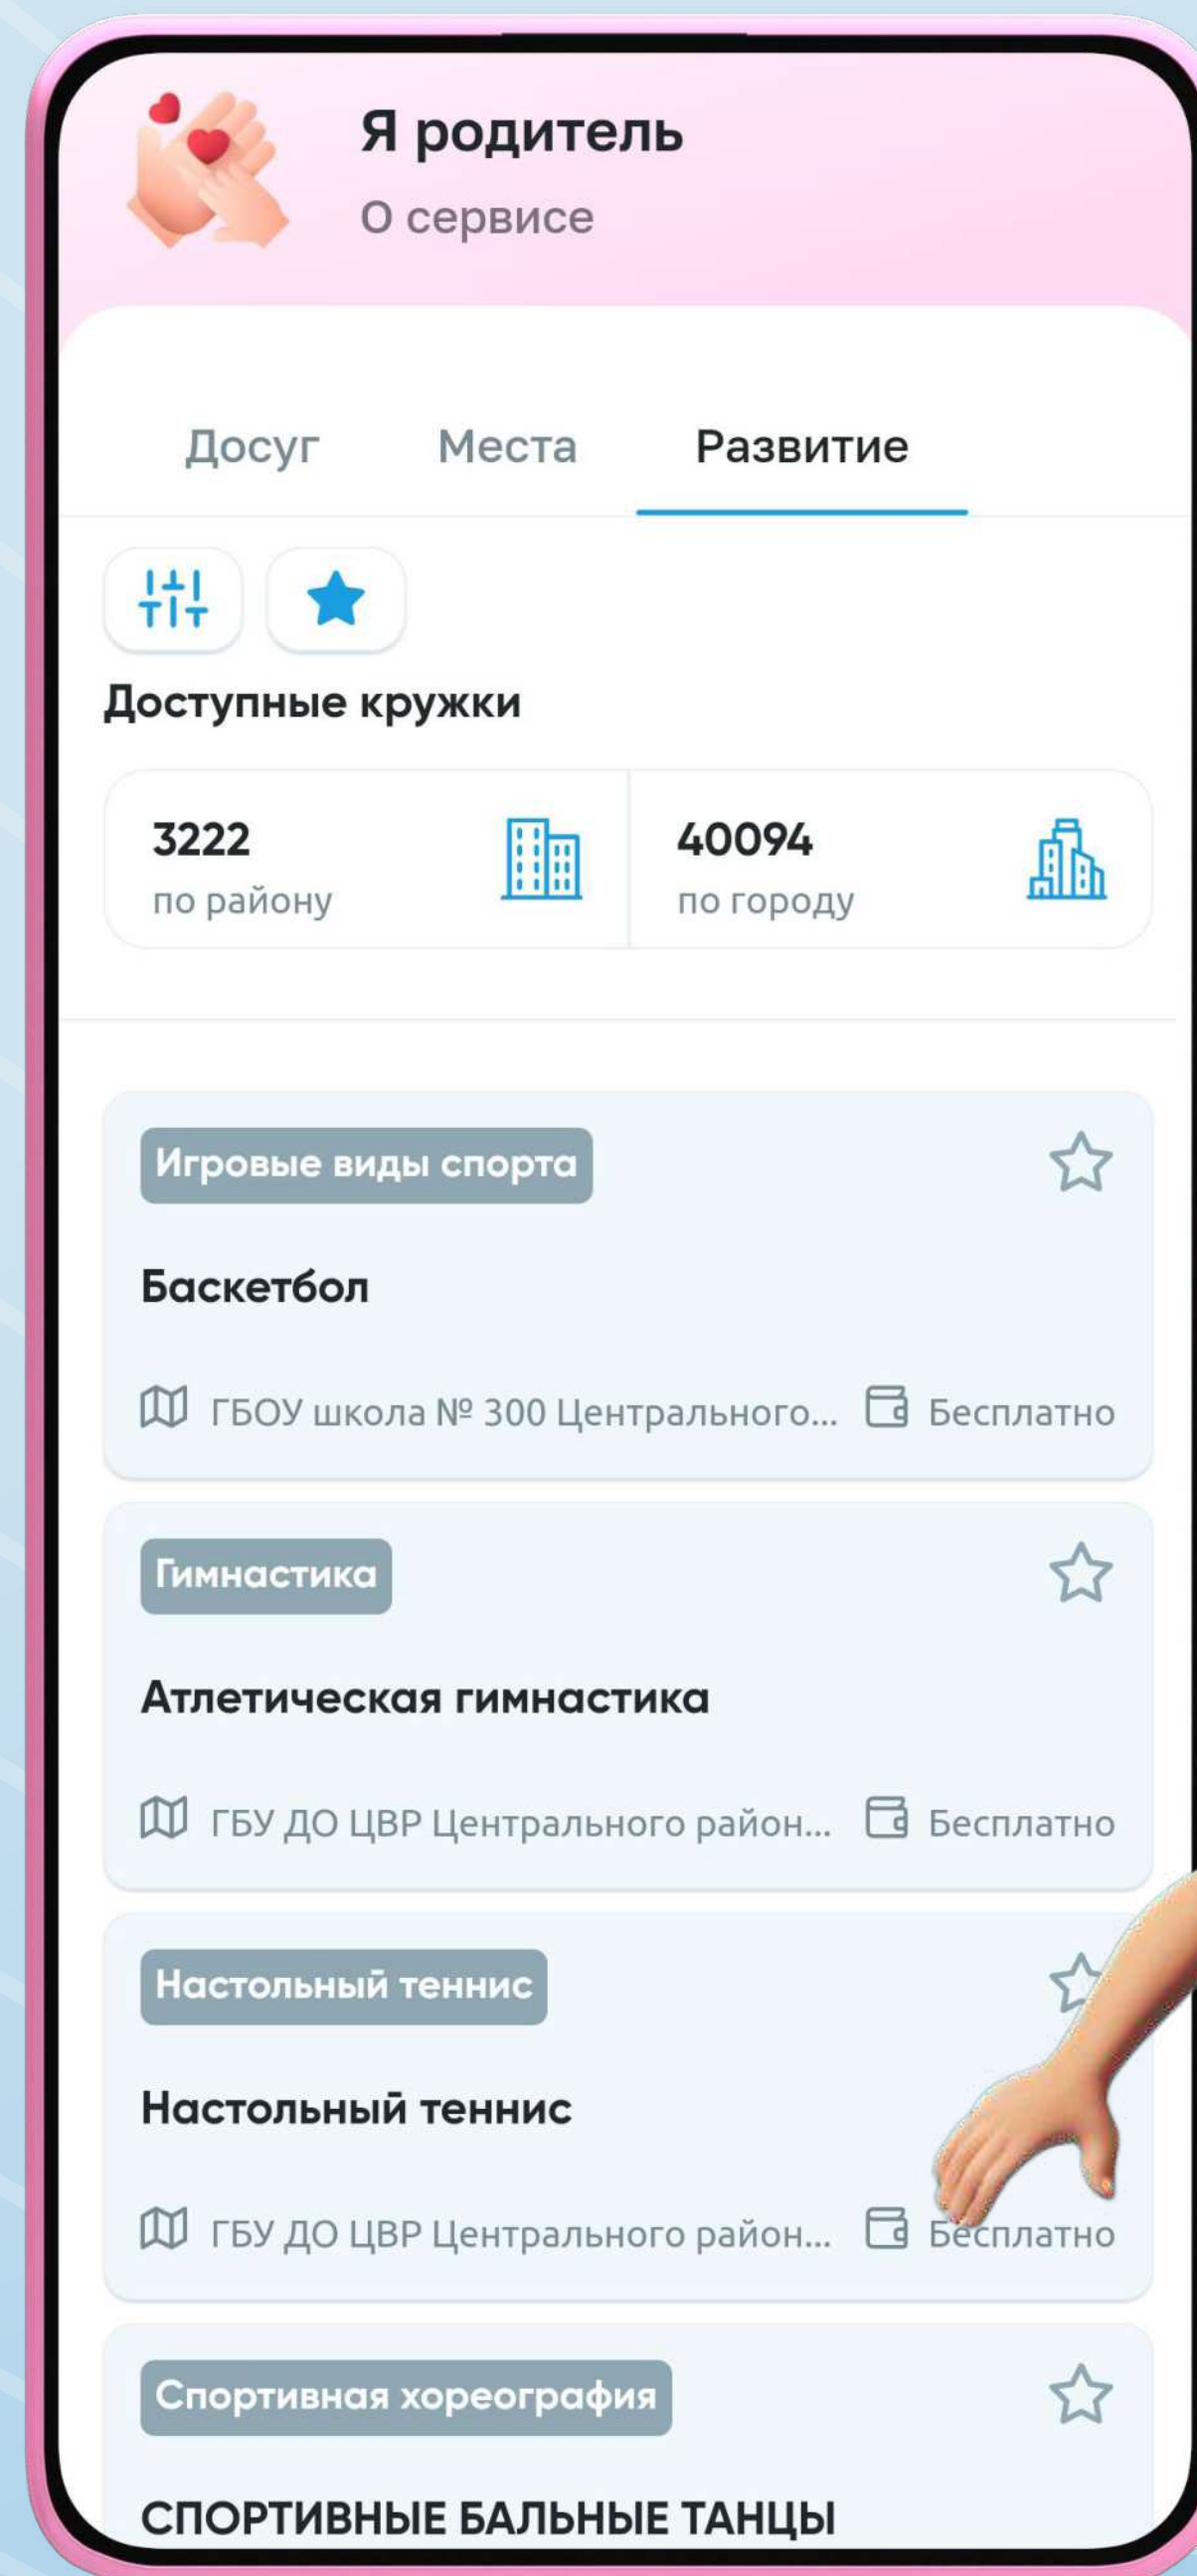 Я родитель
О сервисе
Досуг Места Развитие
Доступные кружки
3222 40094
по району по городу
Игровые виды спорта
Баскетбол
ГБОУ школа № 300 Центрального... Бесплатно
Гимнастика
Атлетическая гимнастика
ГБУ ДО ЦВР Центрального район... Бесплатно
Настольный теннис
Настольный теннис
ГБУ ДО ЦВР Центрального район... Бесплатно
Спортивная хореография
СПОРТИВНЫЕ БАЛЬНЫЕ ТАНЦЫ